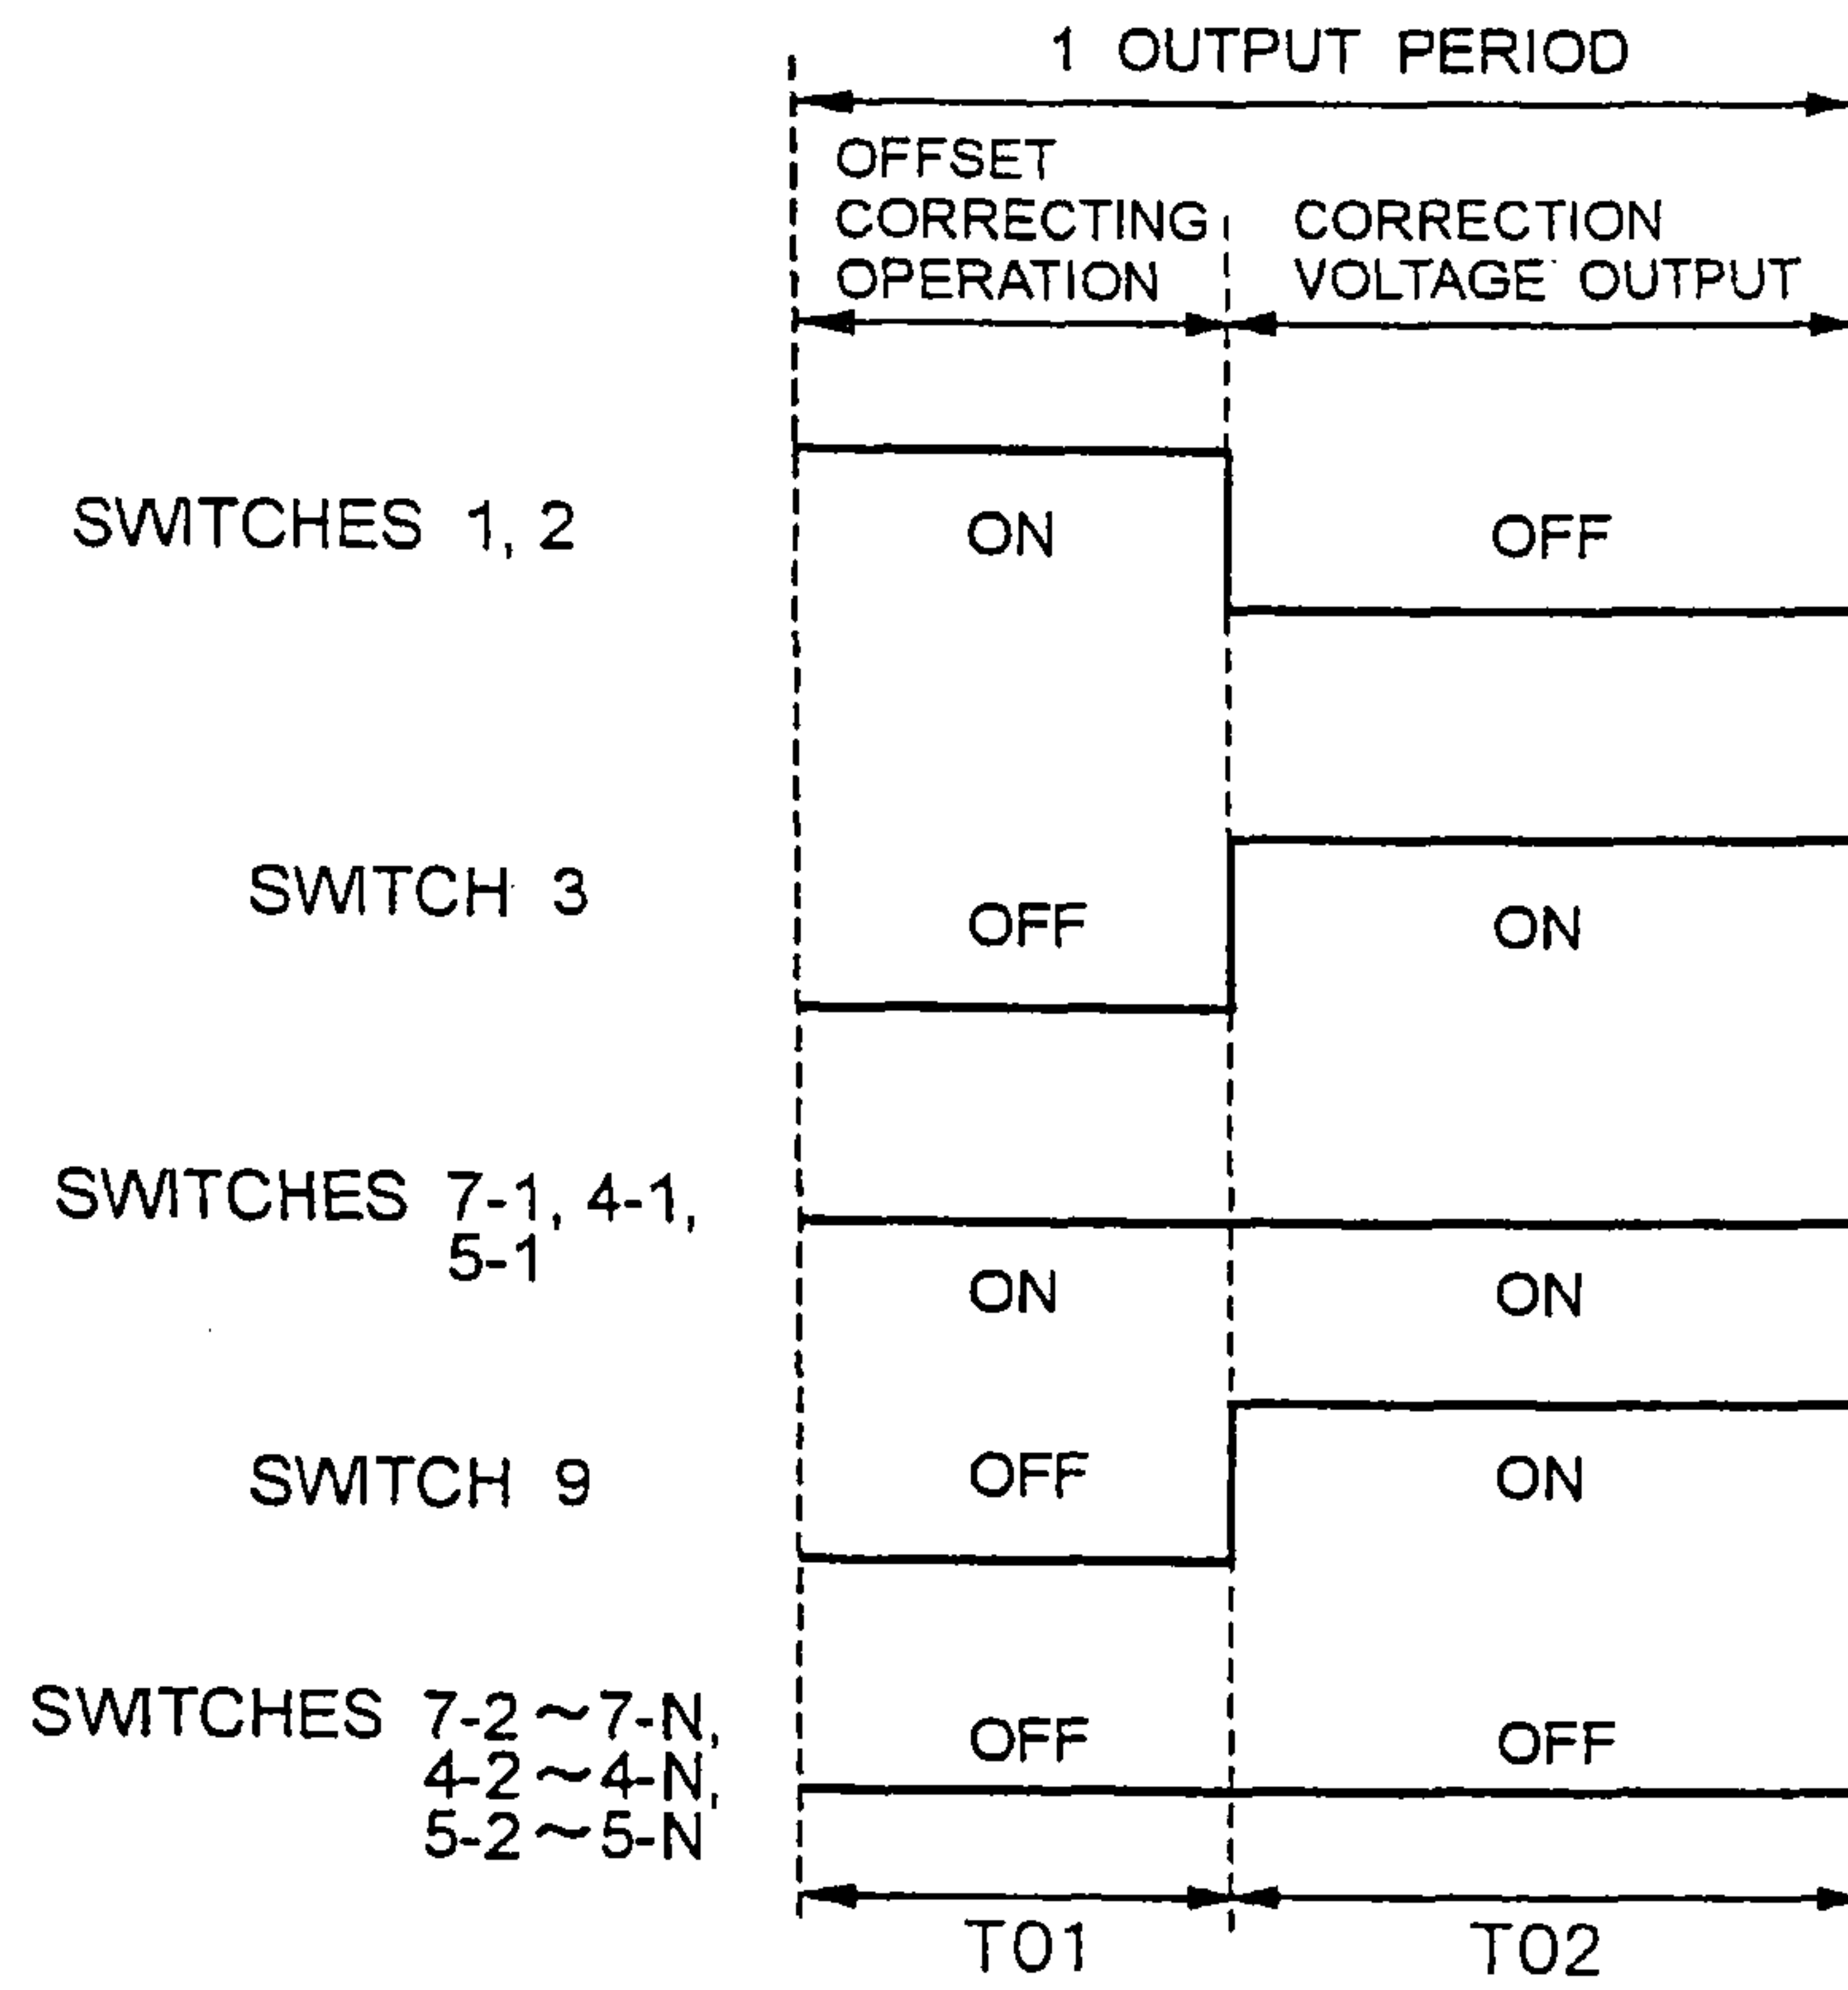 1 OUTPUT PERIOD
OFFSET
CORRECTING
OPERATION
CORRECTION
VOLTAGE OUTPUT
SWITCHES 1, 2
ON
OFF
SWITCH 3
OFF
ON
SWITCHES 7-1, 4-1,
5-1
ON
ON
SWITCH 9
OFF
ON
SWITCHES 7-2~7-N,
4-2~4-N,
5-2~5-N
OFF
OFF
TO1
TO2